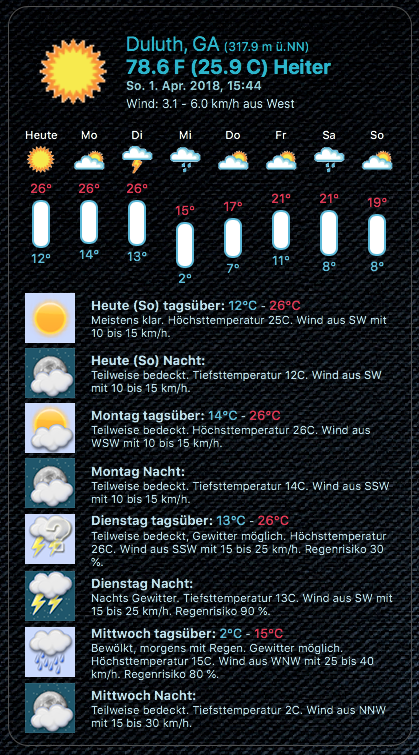 Duluth, GA (317.9 m ü.NN)
78.6 F (25.9 C) Heiter
So. 1. Apr. 2018, 15:44
Wind: 3.1 - 6.0 km/h aus West
Heute Mo Di Mi Do Fr Sa So
26° 26° 26° 15° 17° 21° 21° 19°
12° 14° 13° 2° 7° 11° 8° 8°
Heute (So) tagsüber: 12°C - 26°C
Meistens klar. Höchsttemperatur 25C. Wind aus SW mit
10 bis 15 km/h.
Heute (So) Nacht:
Teilweise bedeckt. Tiefsttemperatur 12C. Wind aus SW
mit 10 bis 15 km/h.
Montag tagsüber: 14°C - 26°C
Teilweise bedeckt. Höchsttemperatur 26C. Wind aus
WSW mit 10 bis 15 km/h.
Montag Nacht:
Teilweise bedeckt. Tiefsttemperatur 14C. Wind aus SSW
mit 10 bis 15 km/h.
Dienstag tagsüber: 13°C - 26°C
Teilweise bedeckt, Gewitter möglich. Höchsttemperatur
26C. Wind aus SSW mit 15 bis 25 km/h. Regenrisiko 30
%.
Dienstag Nacht:
Nachts Gewitter. Tiefsttemperatur 13C. Wind aus SW mit
15 bis 25 km/h. Regenrisiko 90 %.
Mittwoch tagsüber: 2°C - 15°C
Bewölkt, morgens mit Regen. Gewitter möglich.
Höchsttemperatur 15C. Wind aus WNW mit 25 bis 40
km/h. Regenrisiko 80 %.
Mittwoch Nacht:
Teilweise bedeckt. Tiefsttemperatur 2C. Wind aus NNW
mit 15 bis 30 km/h.